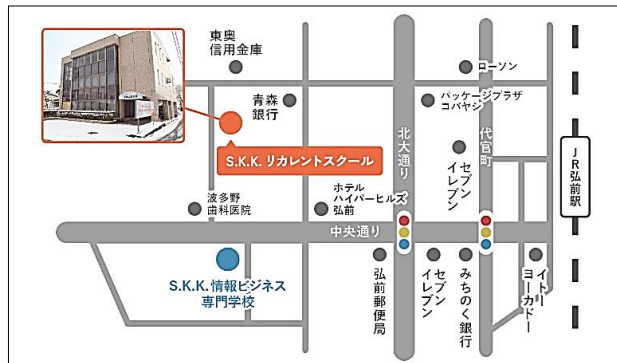 東奥
信用金庫
青森
銀行
S.K.K. リカレントスクール
ローソン
パッケージプラザ
コバヤシ
北大通り
代官町
セブン
イレブン
JR弘前駅
波多野
歯科医院
ホテル
ハイパーヒルズ
弘前
中央通り
S.K.K. 情報ビジネス
専門学校
弘前郵便局
セブン
イレブン
みちのく銀行
イトー
ヨーカドー